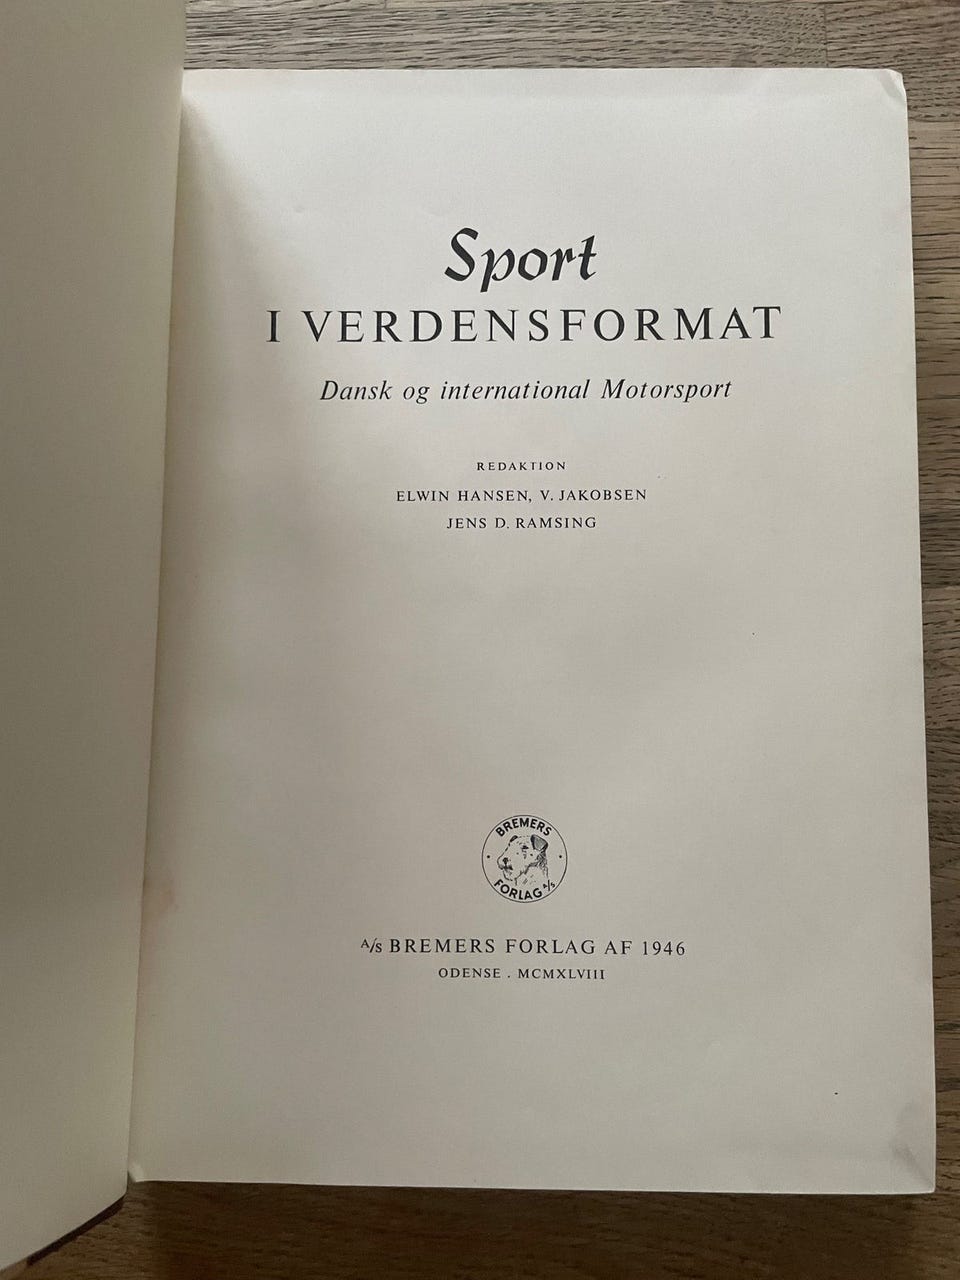 Sport
I VERDENSFORMAT
Dansk og international Motorsport
REDAKTION
ELWIN HANSEN, V. JAKOBSEN
JENS D. RAMSING
BREMERS
FORLAG A/S
A/S BREMERS FORLAG AF 1946
ODENSE . MCMXLVIII